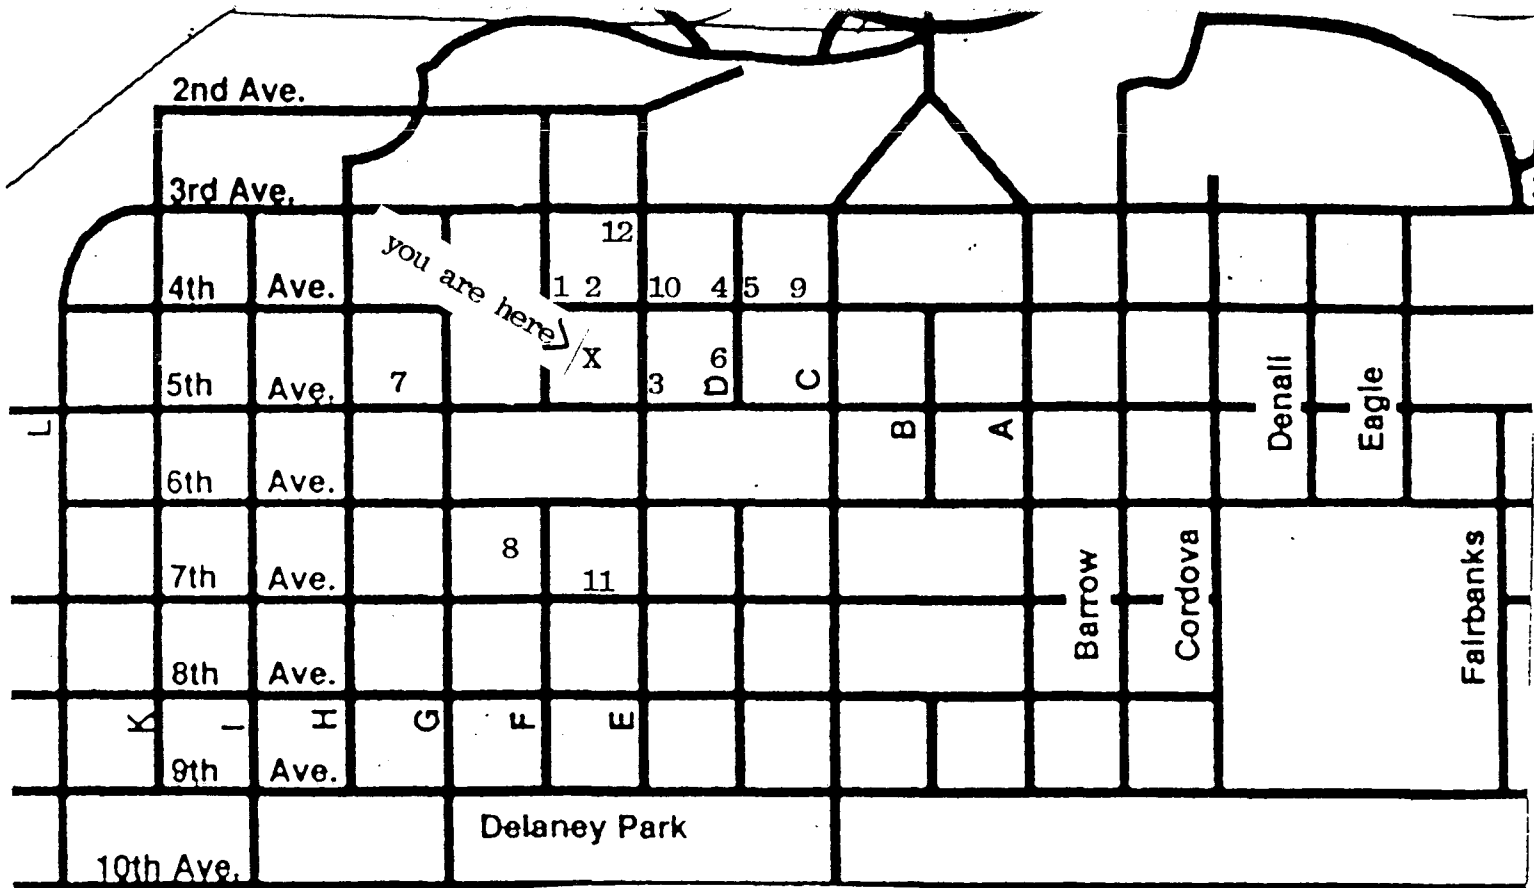 2nd Ave.
3rd Ave.
12
you are here
4th Ave. 1 2 10 4 5 9
X 6
5th Ave. 7 3 D C
Denali Eagle
L B A
6th Ave.
8
7th Ave. 11
Barrow Cordova Fairbanks
8th Ave.
K I H G F E
9th Ave.
Delaney Park
10th Ave.